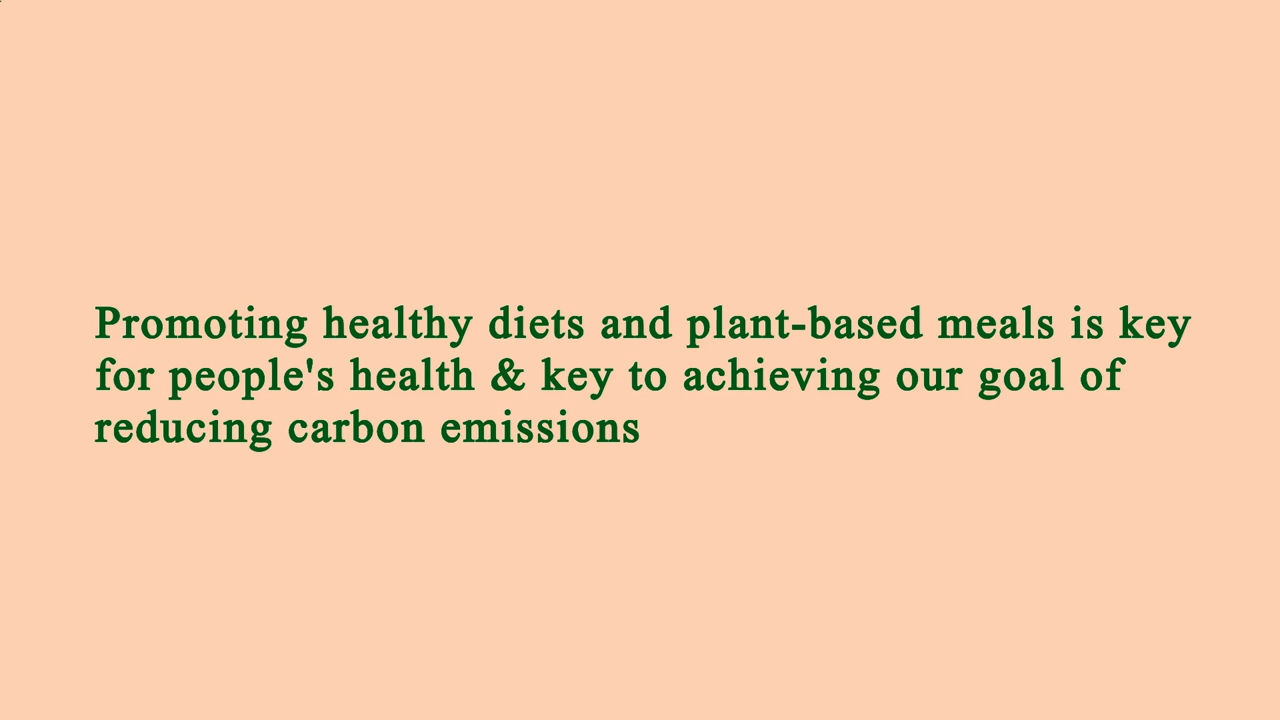 Promoting healthy diets and plant-based meals is key
for people's health & key to achieving our goal of
reducing carbon emissions